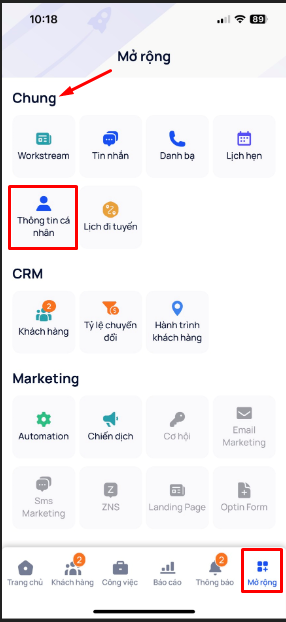 10:18
89
Mở rộng
Chung
Workstream
Tin nhắn
Danh bạ
Lịch hẹn
Thông tin cá
nhân
Lịch đi tuyến
CRM
2
Khách hàng
Tỷ lệ chuyển
đổi
Hành trình
khách hàng
Marketing
Automation
Chiến dịch
Cơ hội
Email
Marketing
Sms
Marketing
Z
ZNS
Landing Page
Optin Form
Trang chủ
2
Khách hàng
Công việc
Báo cáo
2
Thông báo
Mở rộng